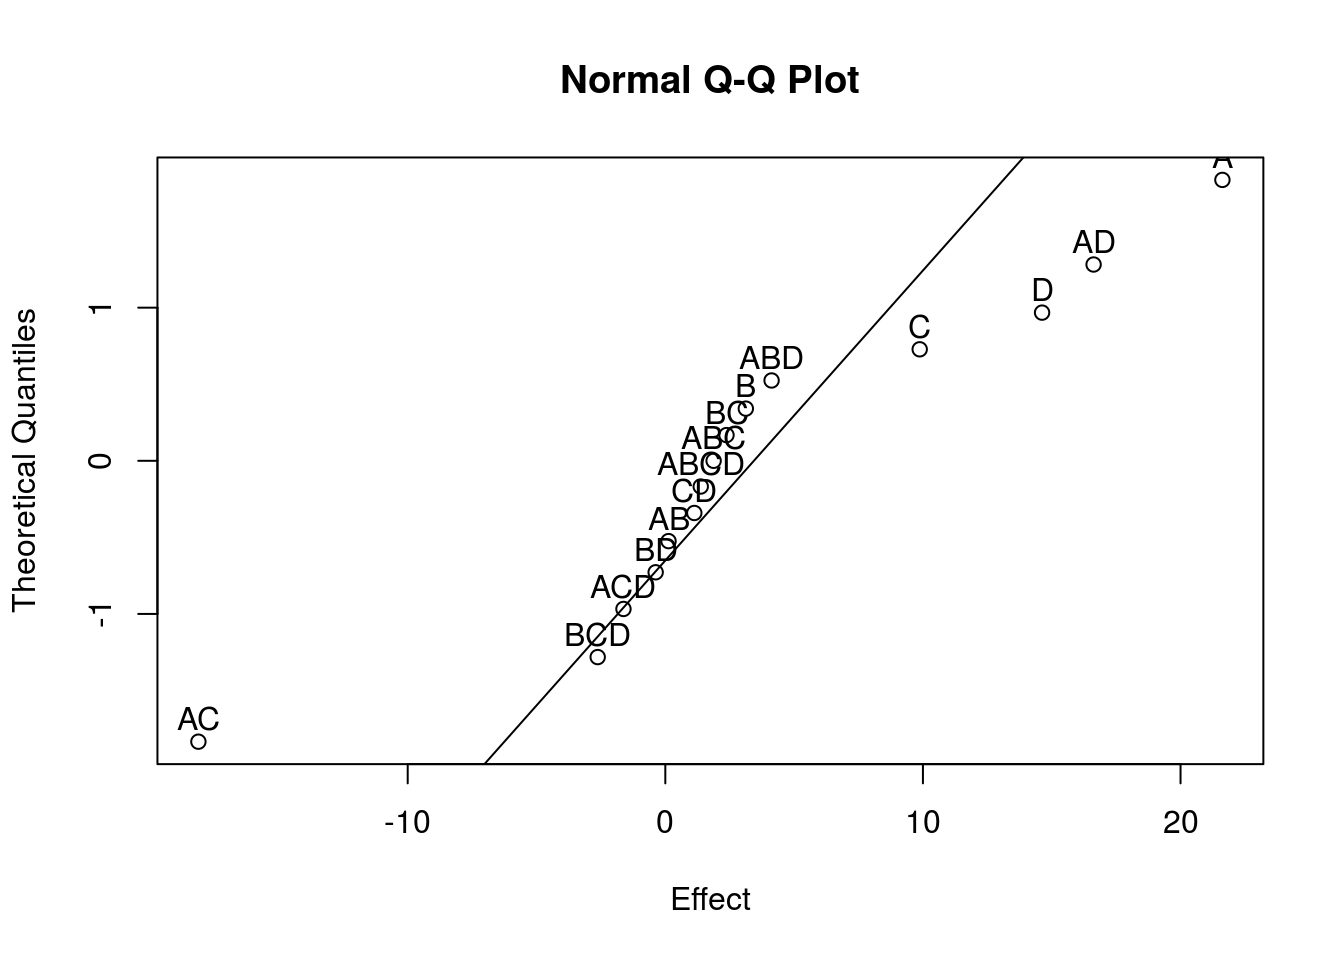 Normal Q-Q Plot
A
AD
D
C
ABD
B
BC
ABC
ABCD
CD
AB
BD
ACD
BCD
AC
Theoretical Quantiles
1
0
-1
-10
0
10
20
Effect